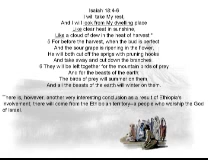 Isaiah 18:4-6
I will take My rest,
And I will look from My dwelling place
Like clear heat in sunshine,
Like a cloud of dew in the heat of harvest."
5 For before the harvest, when the bud is perfect
And the sour grape is ripening in the flower,
He will both cut off the sprigs with pruning hooks
And take away and cut down the branches.
6 They will be left together for the mountain birds of prey
And for the beasts of the earth;
The birds of prey will summer on them,
And all the beasts of the earth will winter on them.
There is, however, another very interesting conclusion as a result of Ethiopia's
involvement; there will come from the Ethiopian territory--a people who worship the God
of Israel.